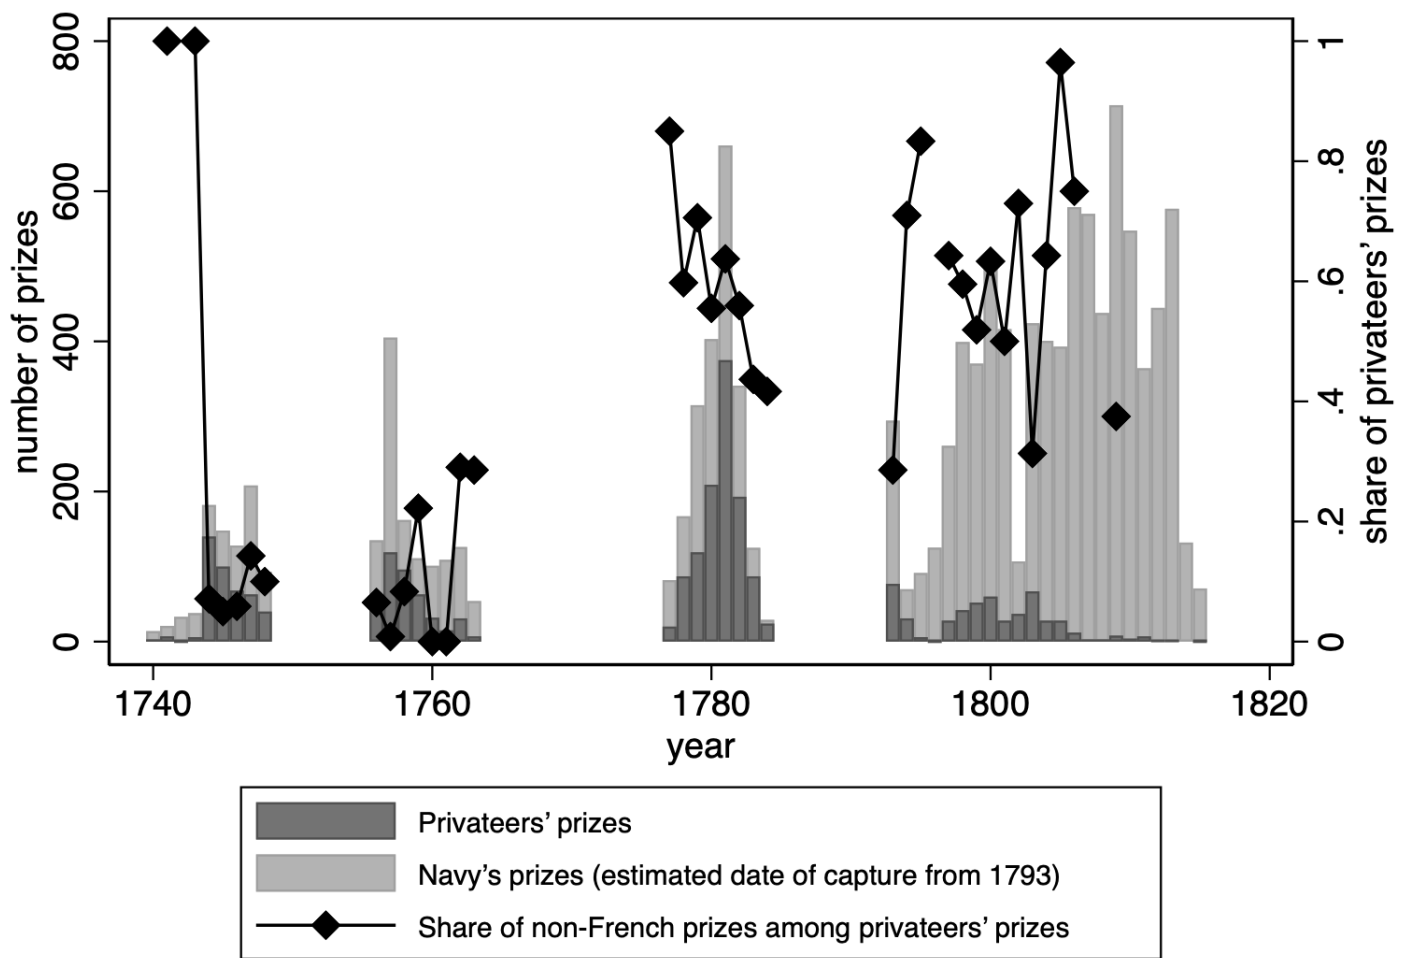 number of prizes
800
600
400
200
0
share of privateers’ prizes
1
.8
.6
.4
.2
0
1740
1760
1780
1800
1820
year
Privateers’ prizes
Navy’s prizes (estimated date of capture from 1793)
Share of non-French prizes among privateers’ prizes